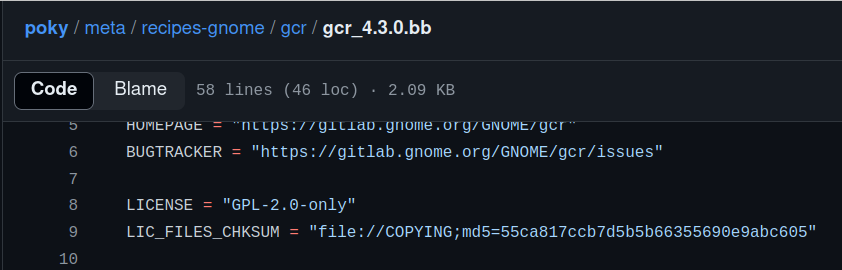 poky / meta / recipes-gnome / gcr / gcr_4.3.0.bb
Code Blame 58 lines (46 loc) · 2.09 KB
5 HOMEPAGE = "https://gitlab.gnome.org/GNOME/gcr"
6 BUGTRACKER = "https://gitlab.gnome.org/GNOME/gcr/issues"
7
8 LICENSE = "GPL-2.0-only"
9 LIC_FILES_CHKSUM = "file://COPYING;md5=55ca817ccb7d5b5b66355690e9abc605"
10